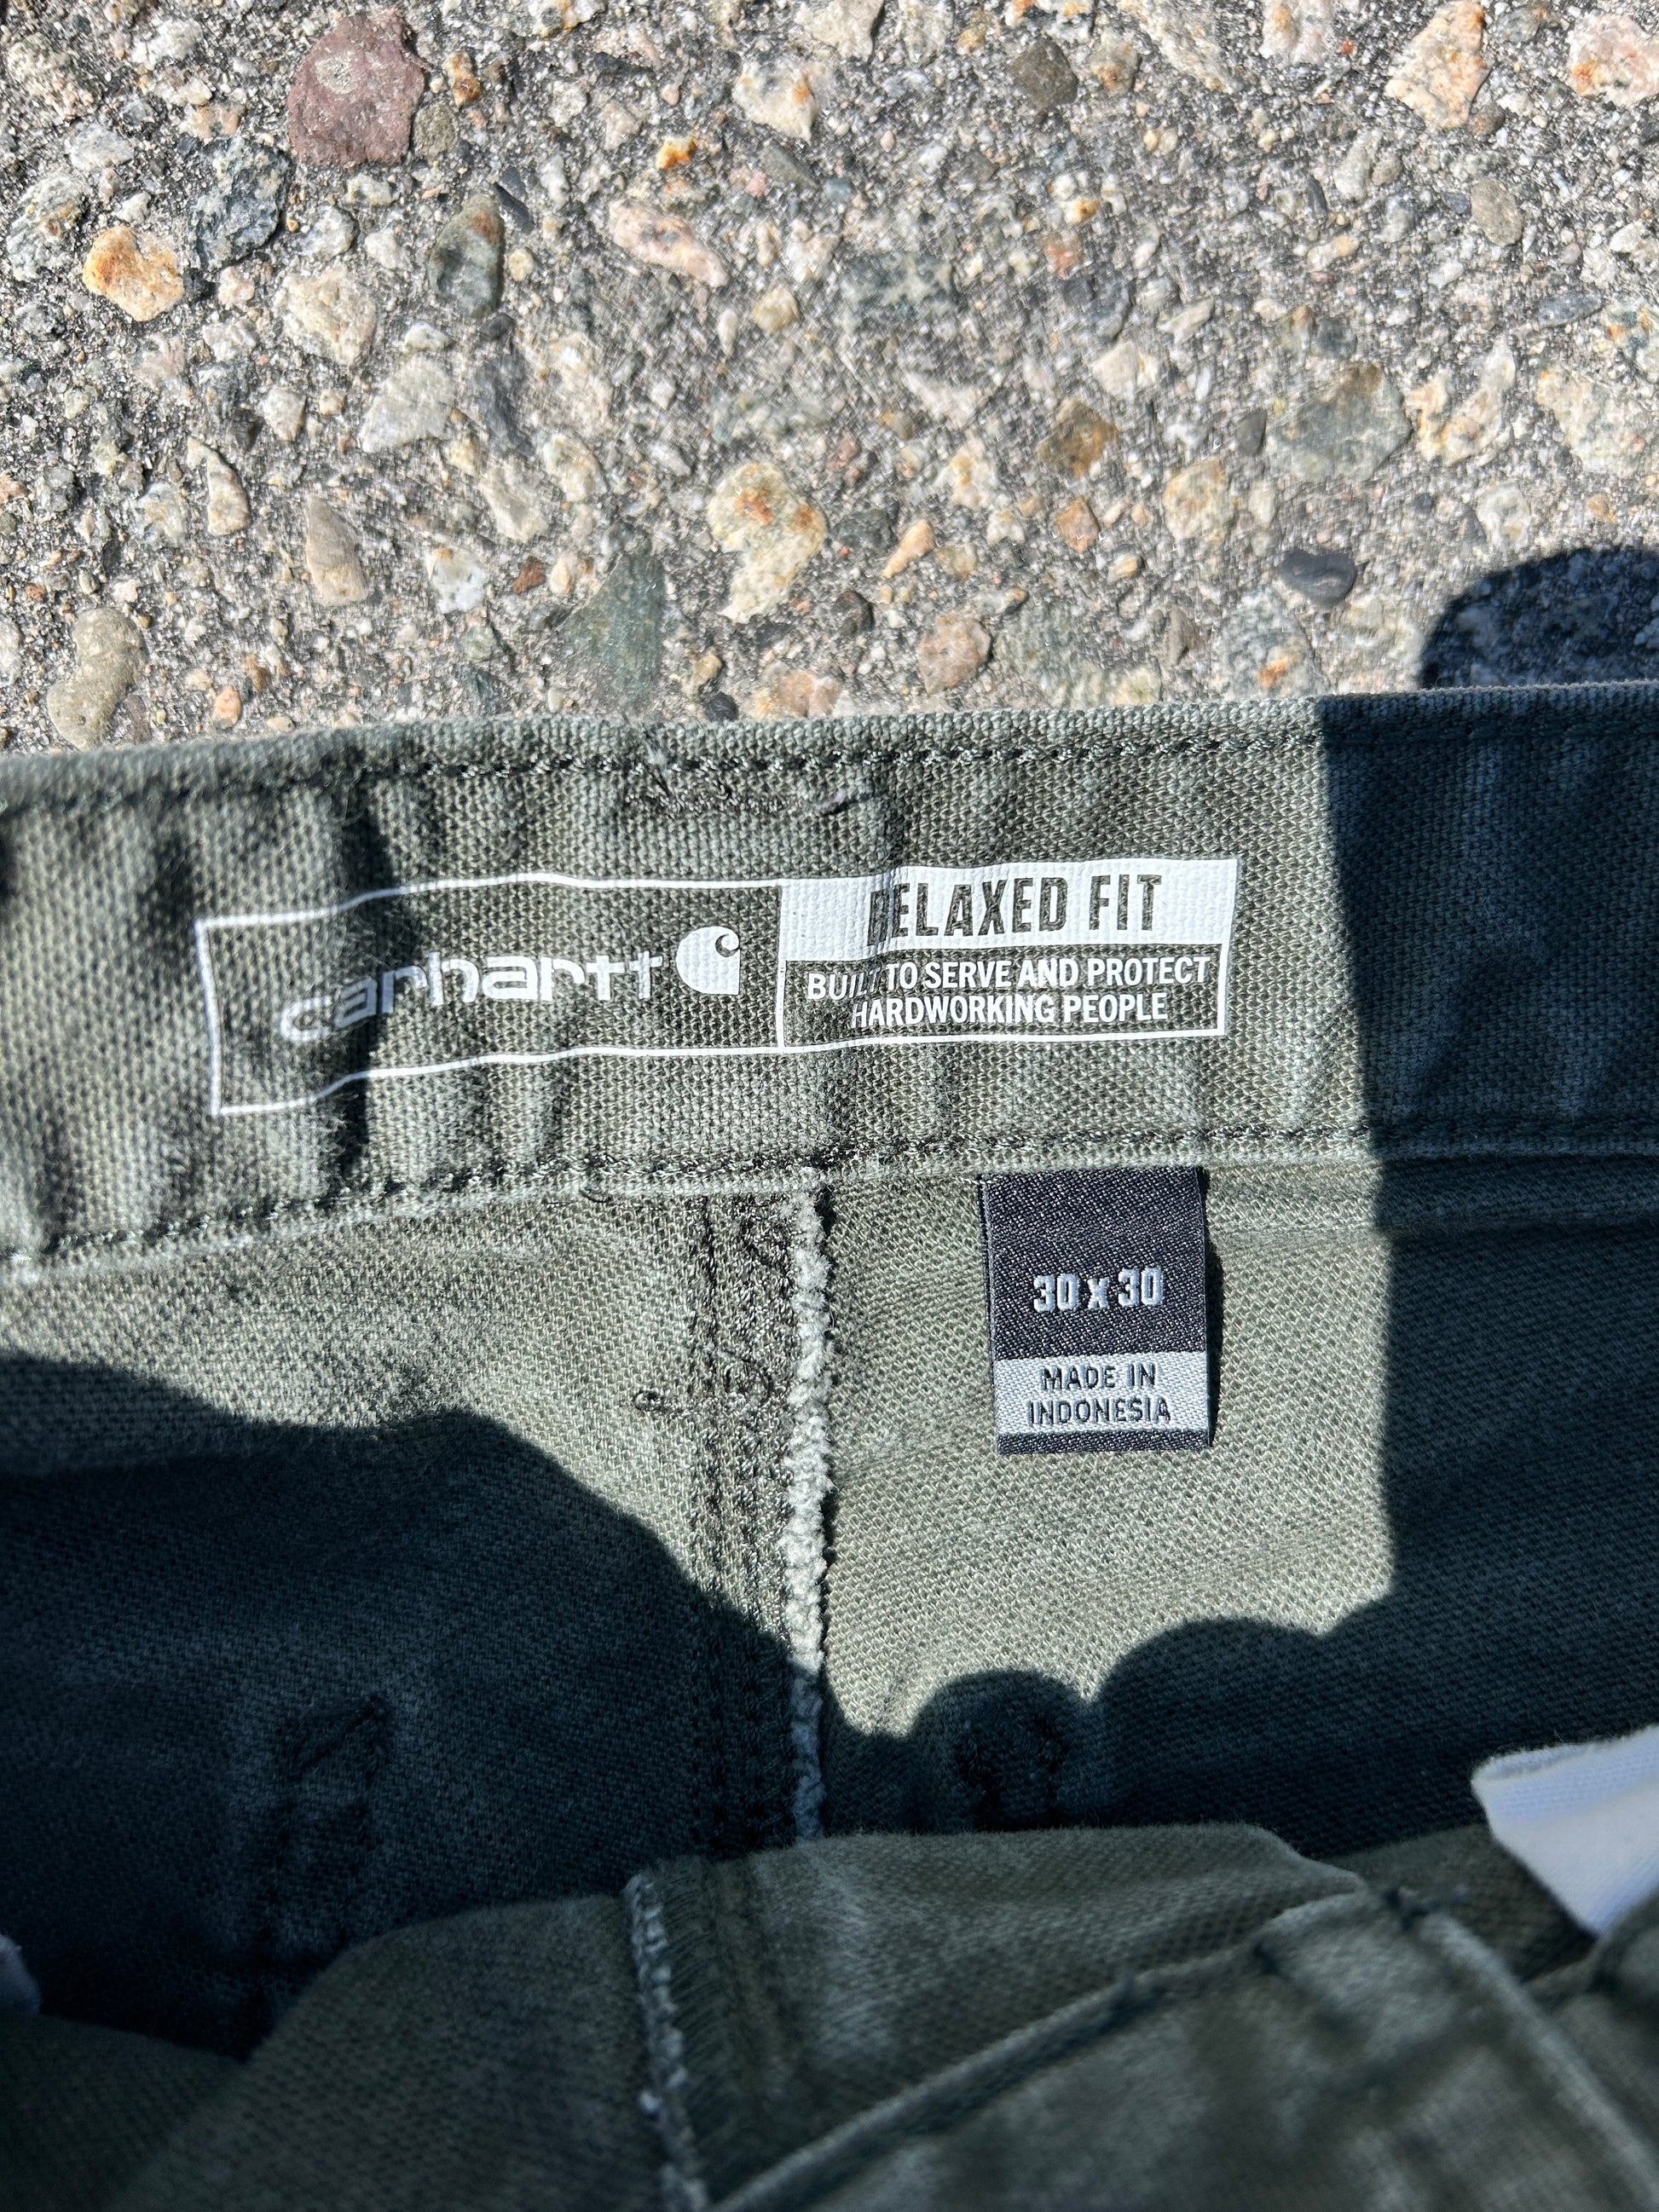 carhartt
RELAXED FIT
BUILT TO SERVE AND PROTECT
HARDWORKING PEOPLE
30 x 30
MADE IN
INDONESIA